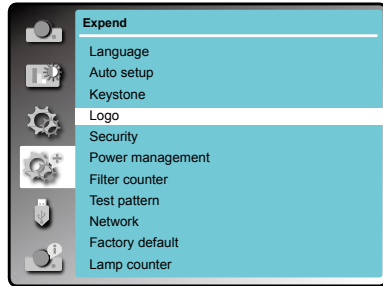 Expend
Language
Auto setup
Keystone
Logo
Security
Power management
Filter counter
Test pattern
Network
Factory default
Lamp counter